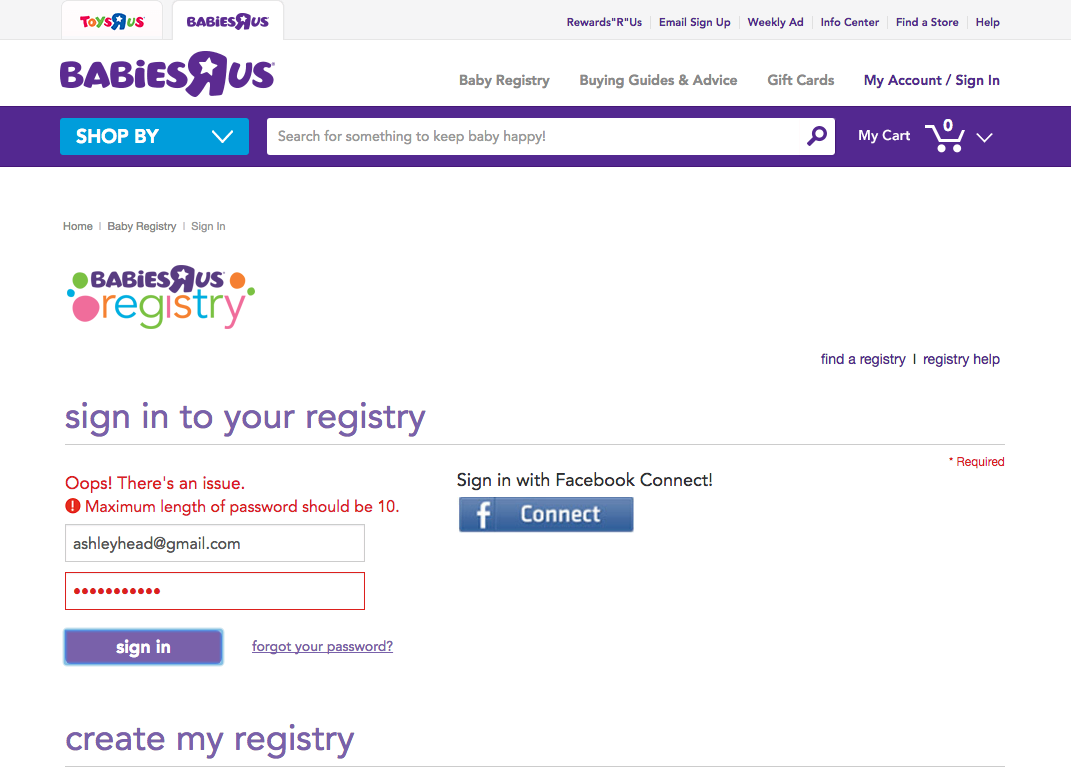 TOYSRUS BABIESRUS Rewards"R"Us Email Sign Up Weekly Ad Info Center Find a Store Help
BABIESRUS Baby Registry Buying Guides & Advice Gift Cards My Account / Sign In
SHOP BY Search for something to keep baby happy! My Cart 0
Home | Baby Registry | Sign In
BABIESRUS
registry
find a registry | registry help
sign in to your registry
* Required
Oops! There's an issue.
Maximum length of password should be 10.
ashleyhead@gmail.com
•••••••••••
sign in forgot your password?
Sign in with Facebook Connect!
f Connect
create my registry